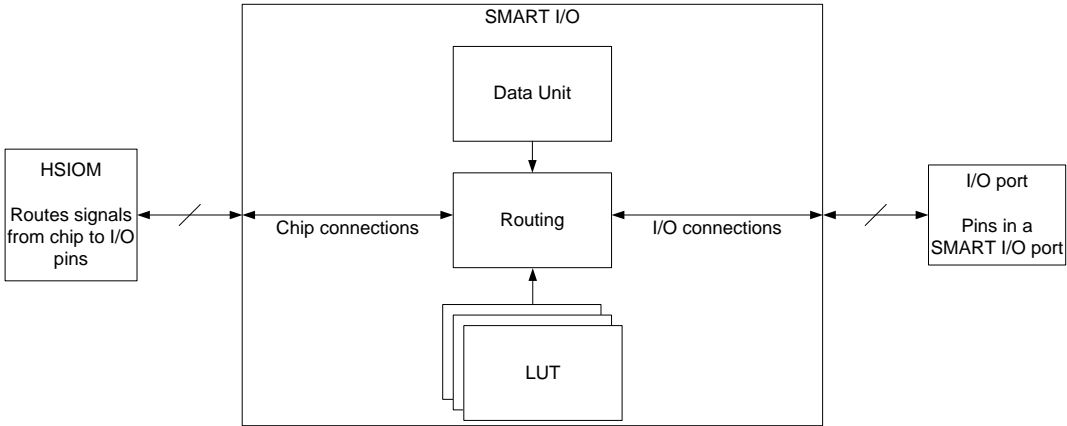 SMART I/O
Data Unit
HSIOM
Routes signals
from chip to I/O
pins
Chip connections
Routing
I/O connections
I/O port
Pins in a
SMART I/O port
LUT